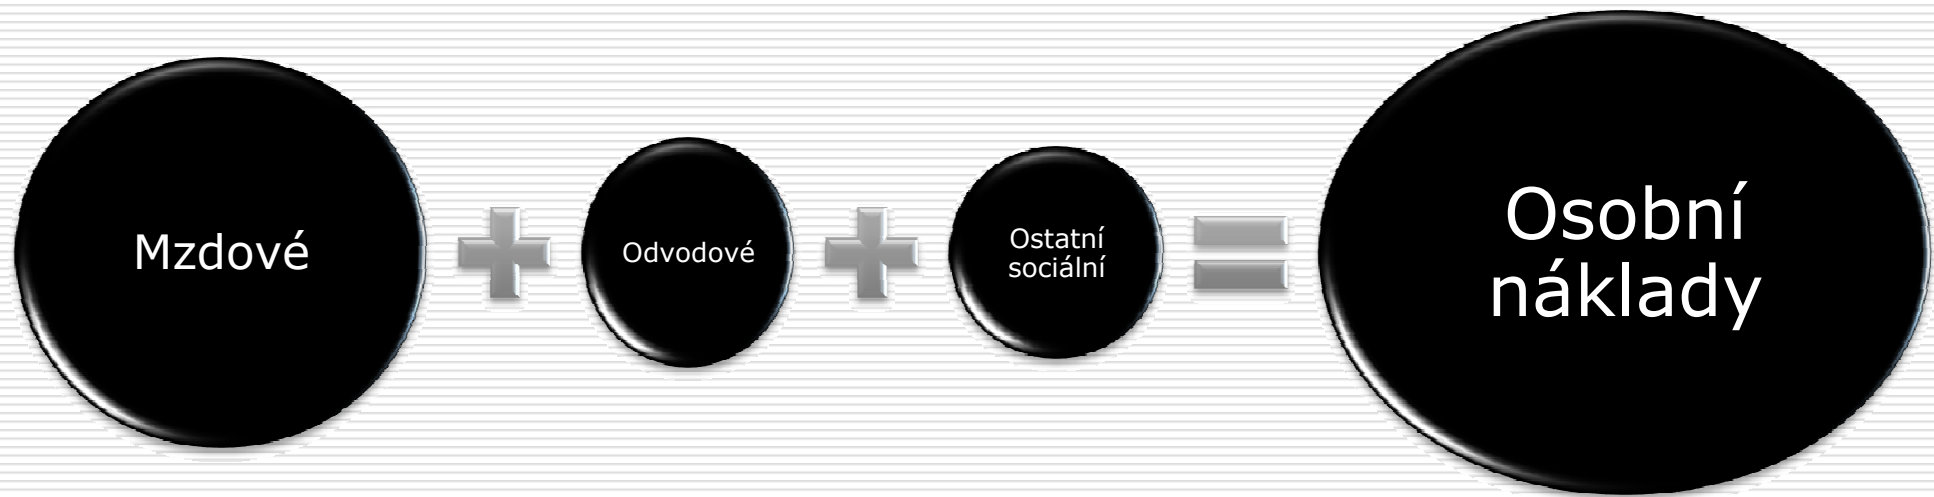 Mzdové
Odvodové
Ostatní
sociální
Osobní
náklady